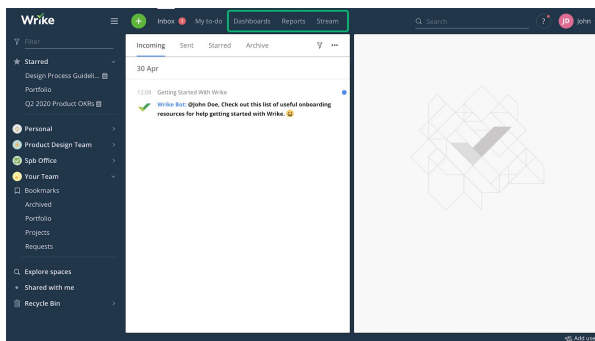 Wrike
Inbox 1 My to-do Dashboards Reports Stream
Search
? JD John
Filter
Starred
Design Process Guideli...
Portfolio
Q2 2020 Product OKRs
Personal
Product Design Team
Spb Office
Your Team
Bookmarks
Archived
Portfolio
Projects
Requests
Explore spaces
Shared with me
Recycle Bin
Incoming Sent Starred Archive
30 Apr
12:08 Getting Started With Wrike
Wrike Bot: @John Doe, Check out this list of useful onboarding
resources for help getting started with Wrike. 😀
Add use